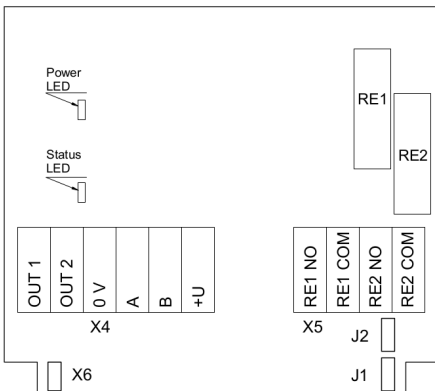 Power
LED
RE1
RE2
Status
LED
OUT 1
OUT 2
0 V
A
B
+U
RE1 NO
RE1 COM
RE2 NO
RE2 COM
X4
X5
J2
X6
J1